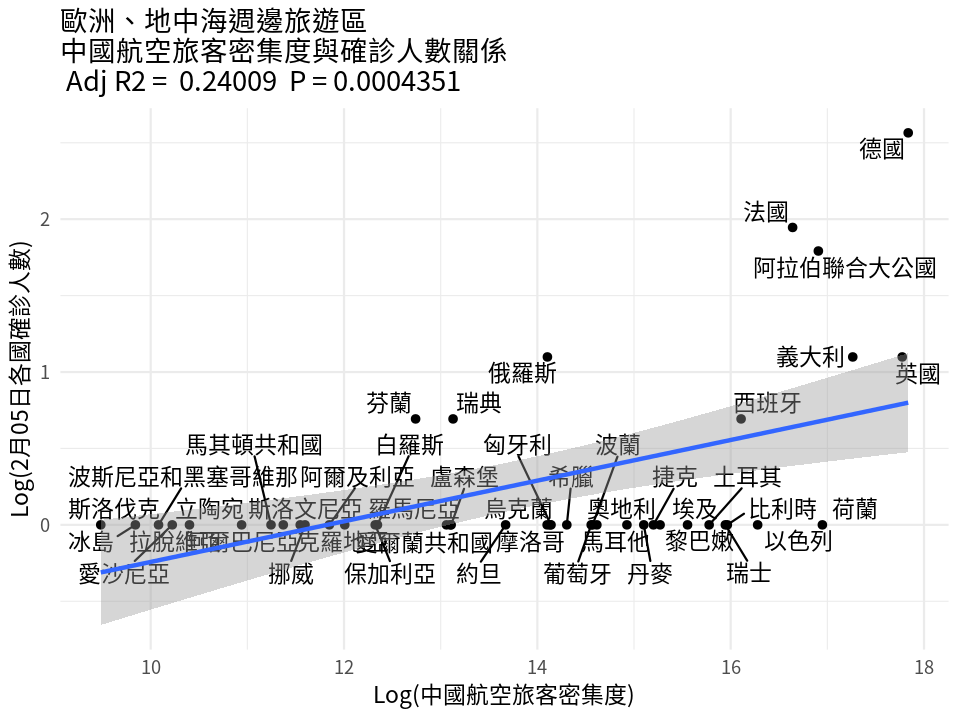 歐洲、地中海週邊旅遊區
中國航空旅客密集度與確診人數關係
Adj R2 = 0.24009 P = 0.0004351
Log(2月05日各國確診人數)
德國
法國
2
阿拉伯聯合大公國
義大利
1
俄羅斯
英國
芬蘭 瑞典 西班牙
馬其頓共和國 白羅斯 匈牙利 波蘭
波斯尼亞和黑塞哥維那 阿爾及利亞 盧森堡 希臘 捷克 土耳其
斯洛伐克 立陶宛 斯洛文尼亞 羅馬尼亞 烏克蘭 奧地利 埃及 比利時 荷蘭
0
冰島 拉脫維亞 阿爾巴尼亞 克羅地亞 愛爾蘭共和國 摩洛哥 馬耳他 黎巴嫩 以色列
愛沙尼亞 挪威 保加利亞 約旦 葡萄牙 丹麥 瑞士
10 12 14 16 18
Log(中國航空旅客密集度)